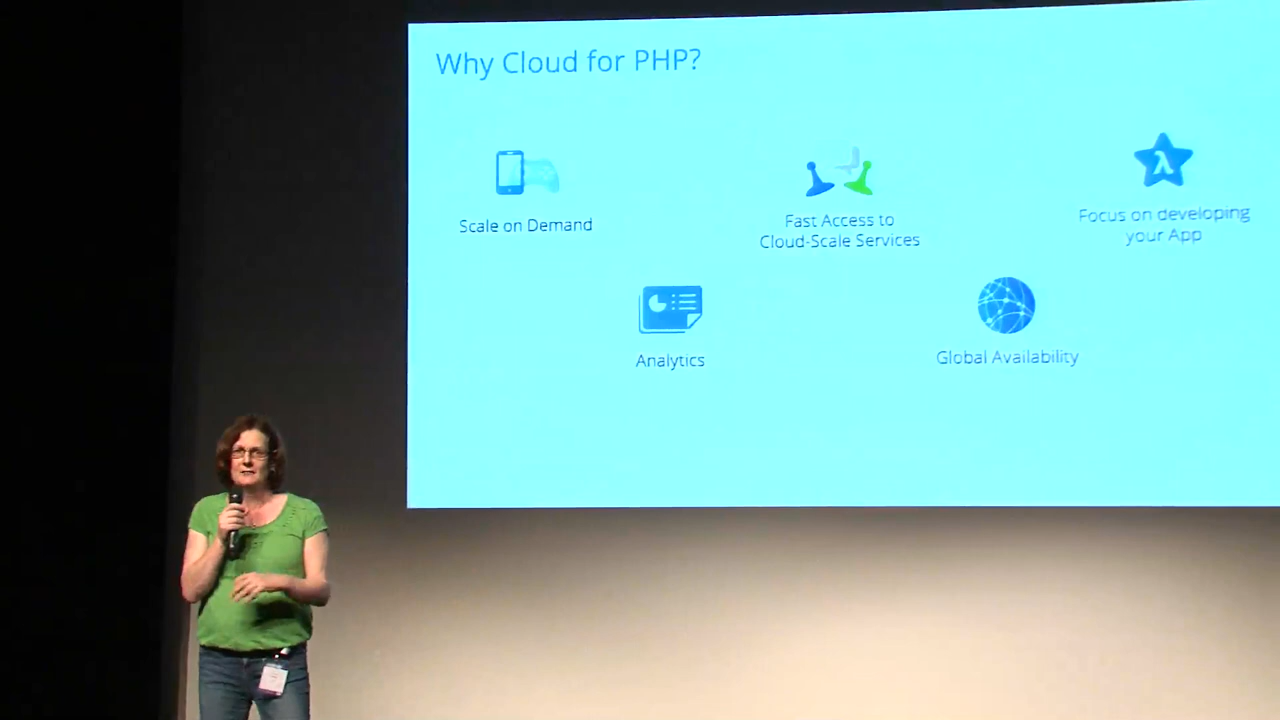 Why Cloud for PHP?
Scale on Demand
Fast Access to
Cloud-Scale Services
λ
Focus on developing
your App
Analytics
Global Availability